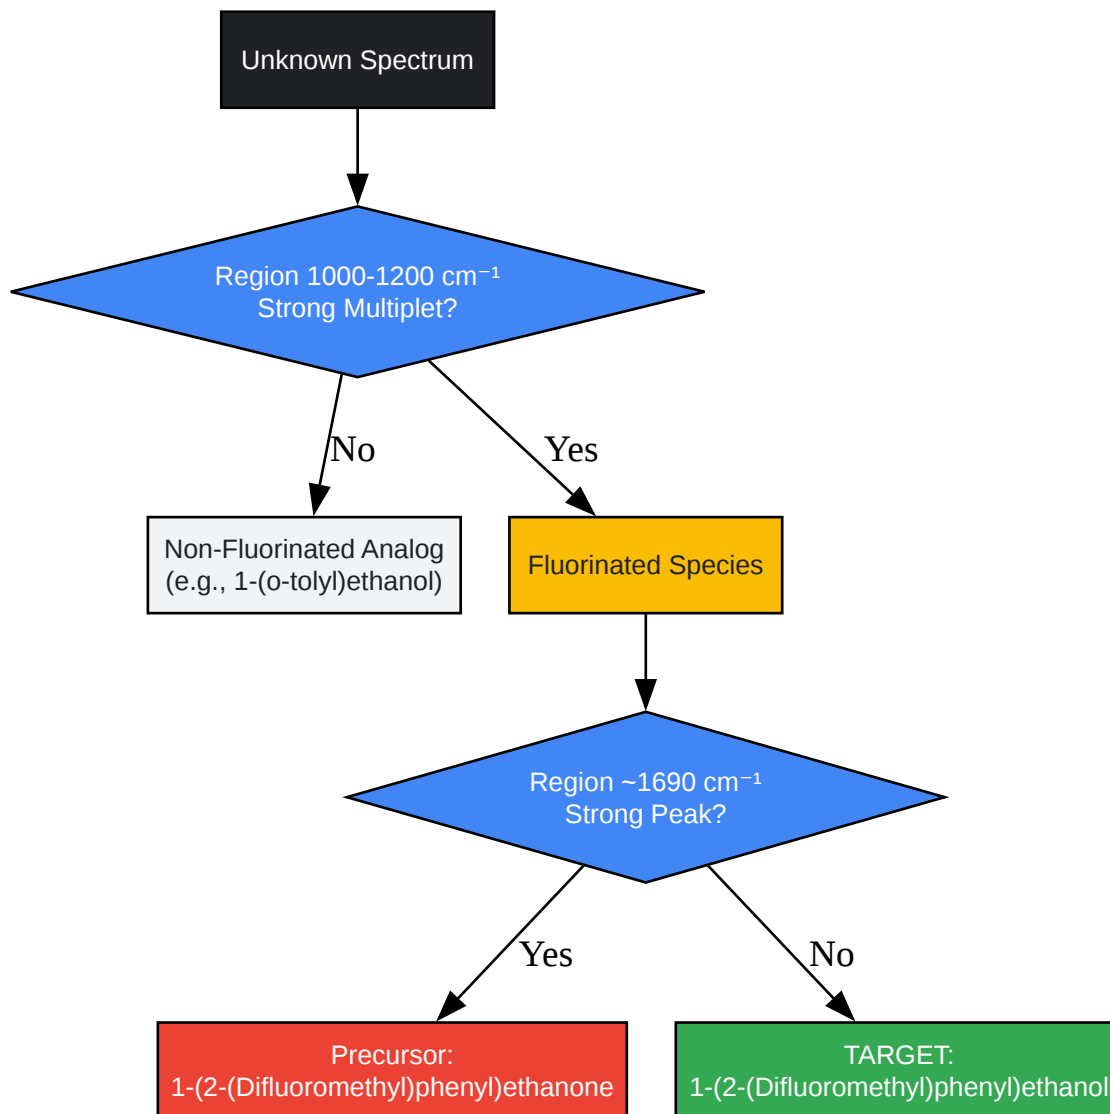 Unknown Spectrum
Region 1000-1200 cm⁻¹
Strong Multiplet?
No
Yes
Non-Fluorinated Analog
(e.g., 1-(o-tolyl)ethanol)
Fluorinated Species
Region ~1690 cm⁻¹
Strong Peak?
Yes
No
Precursor:
1-(2-(Difluoromethyl)phenyl)ethanone
TARGET:
1-(2-(Difluoromethyl)phenyl)ethanol